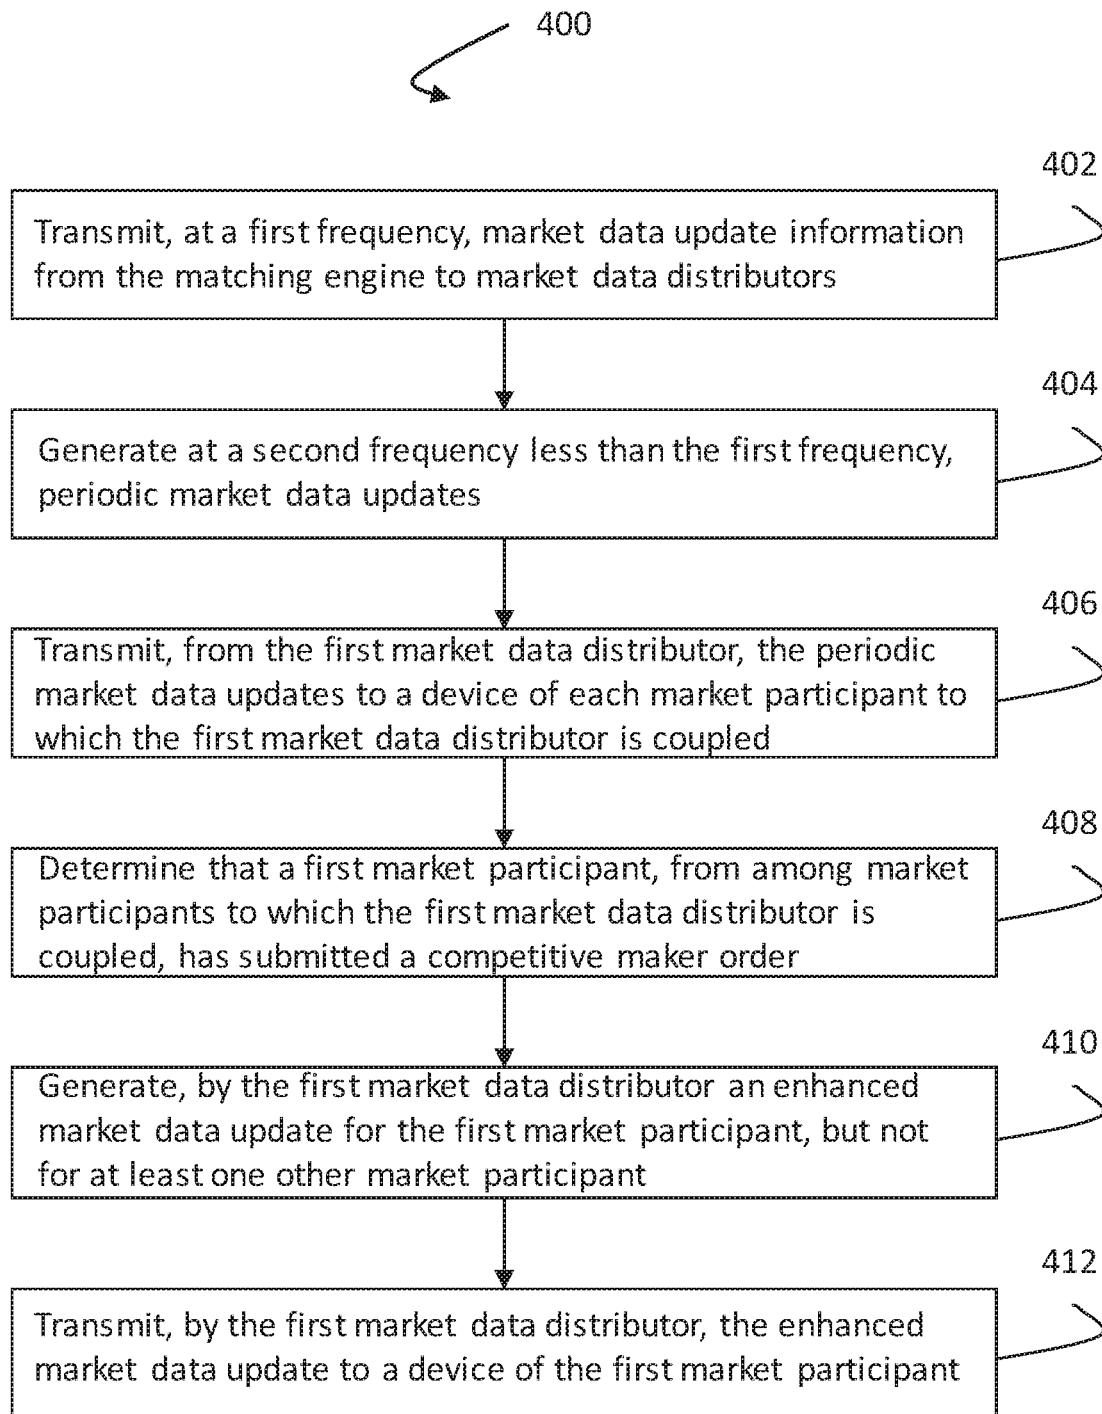 400
402
Transmit, at a first frequency, market data update information
from the matching engine to market data distributors
404
Generate at a second frequency less than the first frequency,
periodic market data updates
406
Transmit, from the first market data distributor, the periodic
market data updates to a device of each market participant to
which the first market data distributor is coupled
408
Determine that a first market participant, from among market
participants to which the first market data distributor is
coupled, has submitted a competitive maker order
410
Generate, by the first market data distributor an enhanced
market data update for the first market participant, but not
for at least one other market participant
412
Transmit, by the first market data distributor, the enhanced
market data update to a device of the first market participant